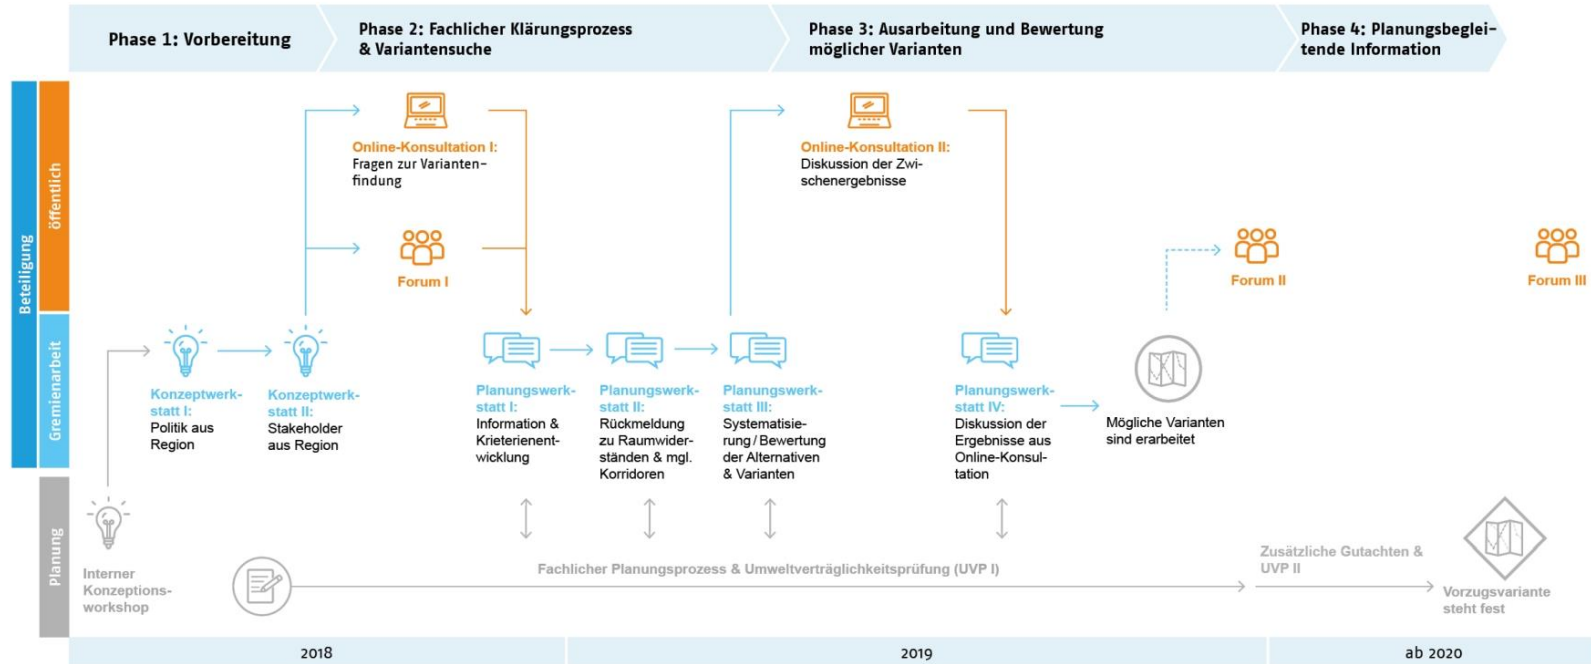 Phase 1: Vorbereitung
Phase 2: Fachlicher Klärungsprozess
& Variantensuche
Phase 3: Ausarbeitung und Bewertung
möglicher Varianten
Phase 4: Planungsbeglei-
tende Information
Beteiligung
öffentlich
Gremienarbeit
Planung
Online-Konsultation I:
Fragen zur Varianten-
findung
Online-Konsultation II:
Diskussion der Zwi-
schenergebnisse
Forum I
Forum II
Forum III
Konzeptwerk-
statt I:
Politik aus
Region
Konzeptwerk-
statt II:
Stakeholder
aus Region
Planungswerk-
statt I:
Information &
Krieterienent-
wicklung
Planungswerk-
statt II:
Rückmeldung
zu Raumwider-
ständen & mgl.
Korridoren
Planungswerk-
statt III:
Systematisie-
rung / Bewertung
der Alternativen
& Varianten
Planungswerk-
statt IV:
Diskussion der
Ergebnisse aus
Online-Konsul-
tation
Mögliche Varianten
sind erarbeitet
Interner
Konzeptions-
workshop
Fachlicher Planungsprozess & Umweltverträglichkeitsprüfung (UVP I)
Zusätzliche Gutachten &
UVP II
Vorzugsvariante
steht fest
2018
2019
ab 2020